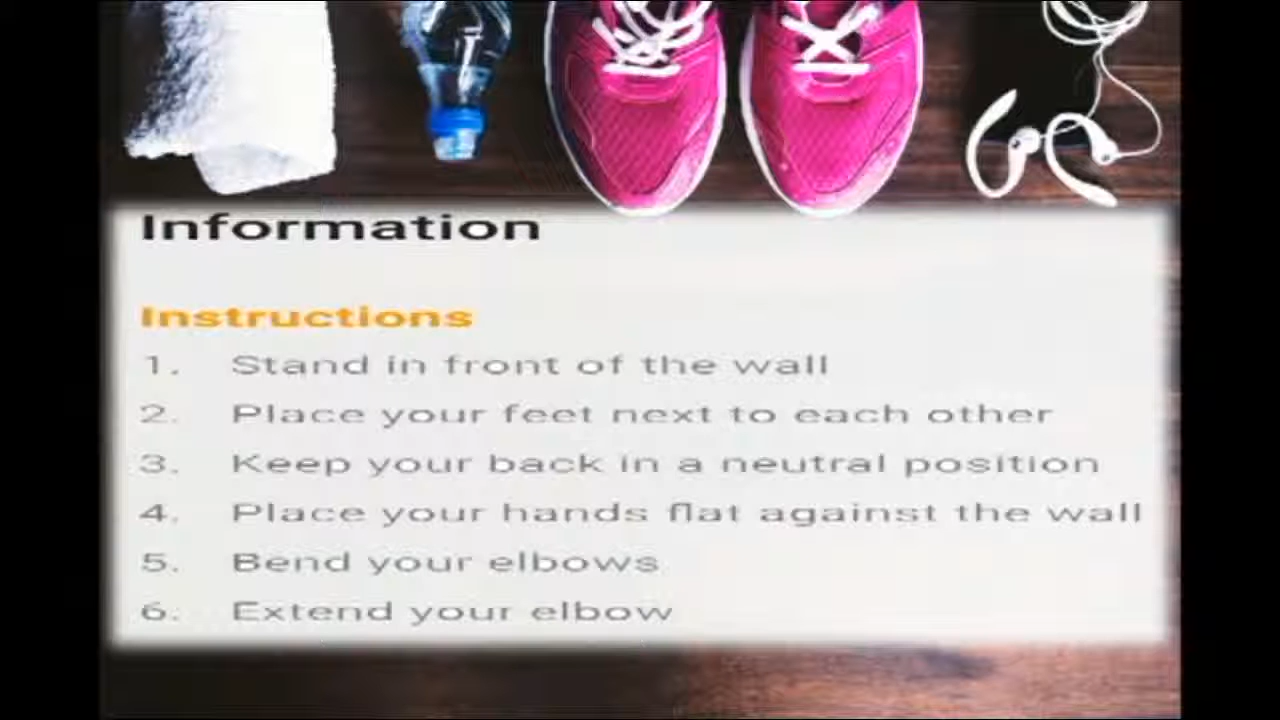 Information
Instructions
1. Stand in front of the wall
2. Place your feet next to each other
3. Keep your back in a neutral position
4. Place your hands flat against the wall
5. Bend your elbows
6. Extend your elbow